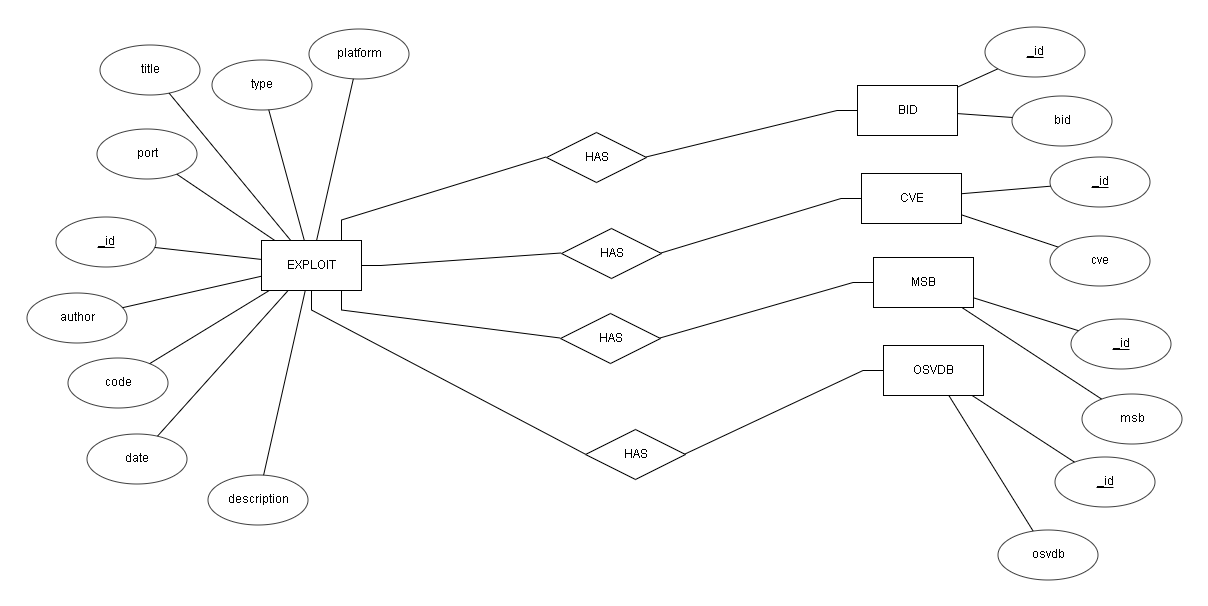 platform
title
type
_id
BID
bid
HAS
port
CVE
_id
cve
HAS
_id
EXPLOIT
MSB
_id
msb
HAS
author
OSVDB
_id
osvdb
HAS
code
date
description